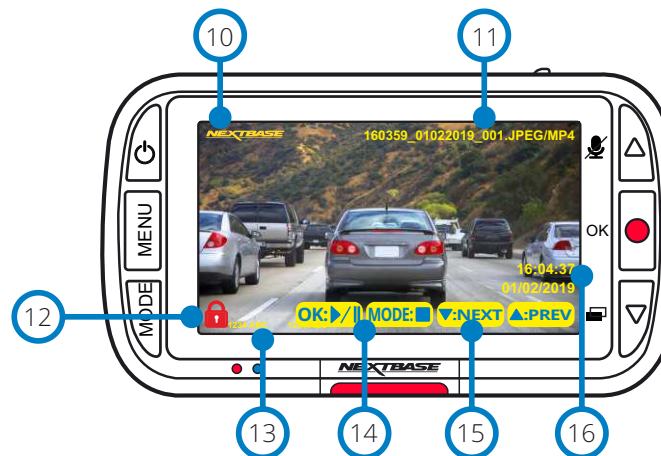 10
11
NEXTBASE
160359_01022019_001.JPEG/MP4
MENU
OK
16:04:37
01/02/2019
MODE
12
OK:▶/II
MODE:■
▼:NEXT
▲:PREV
NEXTBASE
13
14
15
16